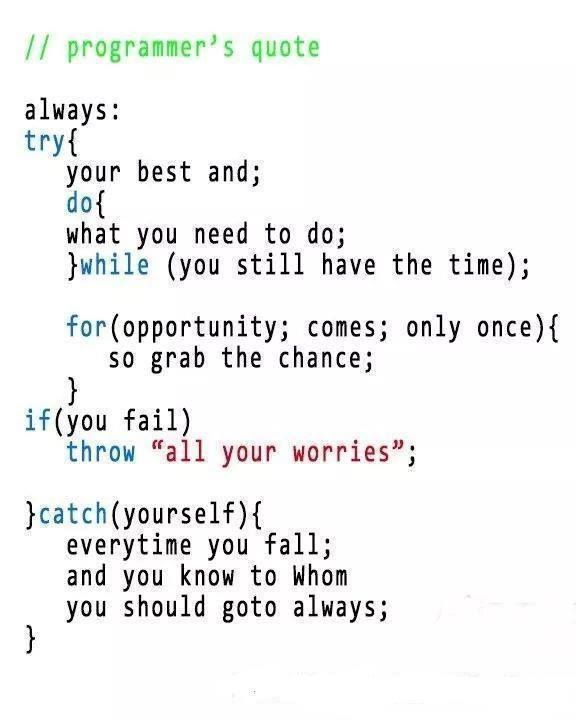 // programmer’s quote
always:
try{
your best and;
do{
what you need to do;
}while (you still have the time);
for(opportunity; comes; only once){
so grab the chance;
}
if(you fail)
throw “all your worries”;
}catch(yourself){
everytime you fall;
and you know to Whom
you should goto always;
}